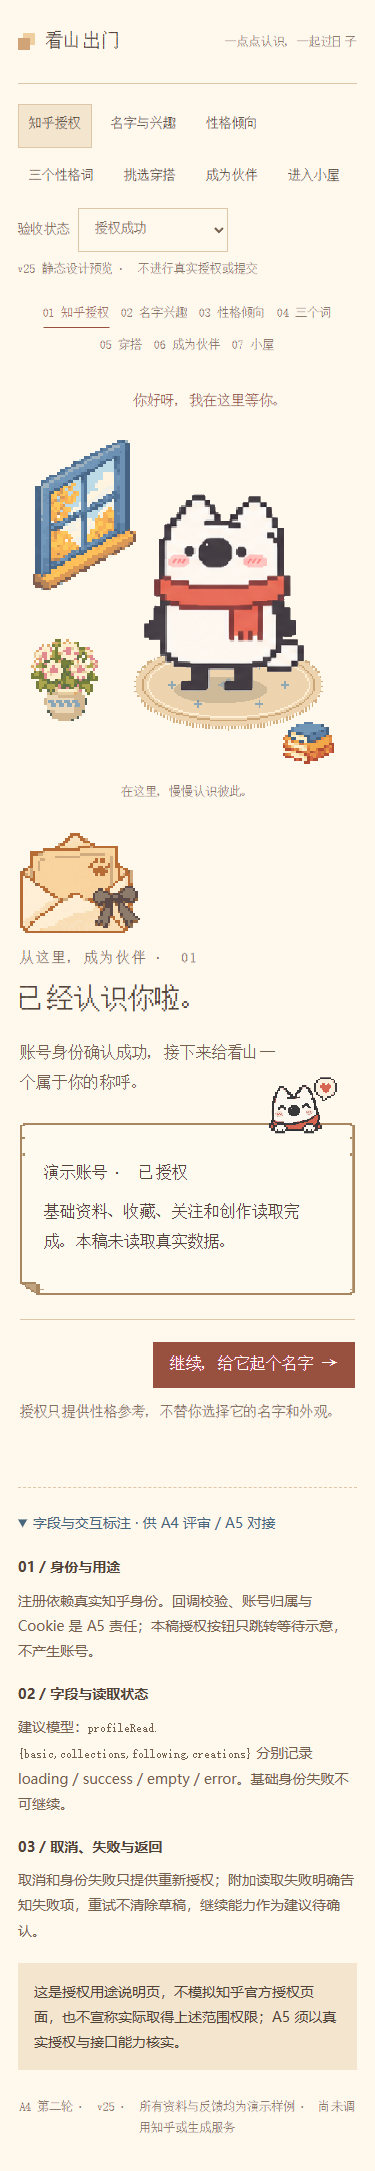 看山出门
一点点认识，一起过日子
知乎授权 名字与兴趣 性格倾向
三个性格词 挑选穿搭 成为伙伴 进入小屋
验收状态 授权成功
v25 静态设计预览 · 不进行真实授权或提交
01 知乎授权 02 名字兴趣 03 性格倾向 04 三个词
05 穿搭 06 成为伙伴 07 小屋
你好呀，我在这里等你。
在这里，慢慢认识彼此。
从这里，成为伙伴 · 01
已经认识你啦。
账号身份确认成功，接下来给看山一
个属于你的称呼。
演示账号 · 已授权
基础资料、收藏、关注和创作读取完
成。本稿未读取真实数据。
继续，给它起个名字 →
授权只提供性格参考，不替你选择它的名字和外观。
▼ 字段与交互标注 · 供 A4 评审 / A5 对接
01 / 身份与用途
注册依赖真实知乎身份。回调校验、账号归属与
Cookie 是 A5 责任；本稿授权按钮只跳转等待示意，
不产生账号。
02 / 字段与读取状态
建议模型：profileRead.
{basic,collections,following,creations} 分别记录
loading / success / empty / error。基础身份失败不
可继续。
03 / 取消、失败与返回
取消和身份失败只提供重新授权；附加读取失败明确告
知失败项，重试不清除草稿，继续能力作为建议待确
认。
这是授权用途说明页，不模拟知乎官方授权页
面，也不宣称实际取得上述范围权限；A5 须以真
实授权与接口能力核实。
A4 第二轮 · v25 · 所有资料与反馈均为演示样例 · 尚未调
用知乎或生成服务